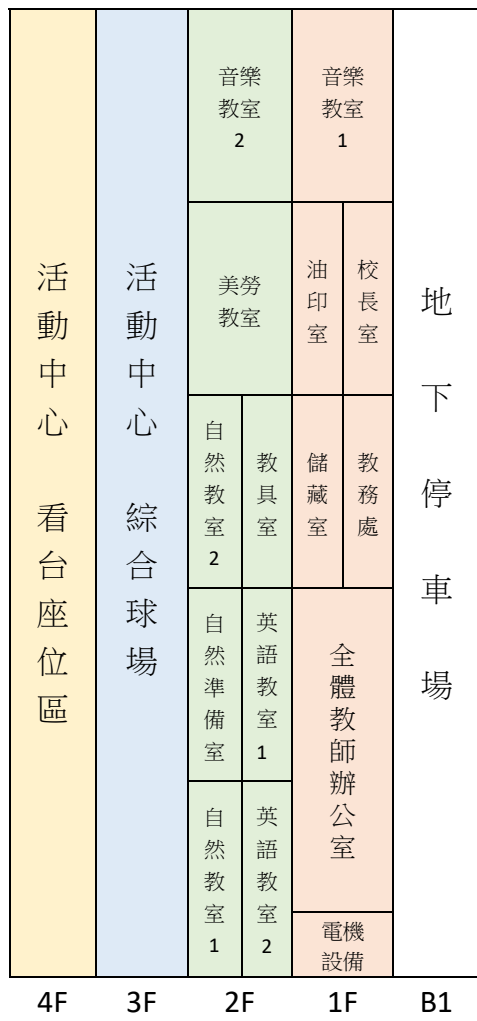 活動中心 看台座位區
活動中心 綜合球場
音樂
教室
2
美勞
教室
自然教室2
教具室
自然準備室
英語教室1
自然教室1
英語教室2
音樂
教室
1
油印室
校長室
儲藏室
教務處
全體教師辦公室
電機
設備
地下停車場
4F
3F
2F
1F
B1